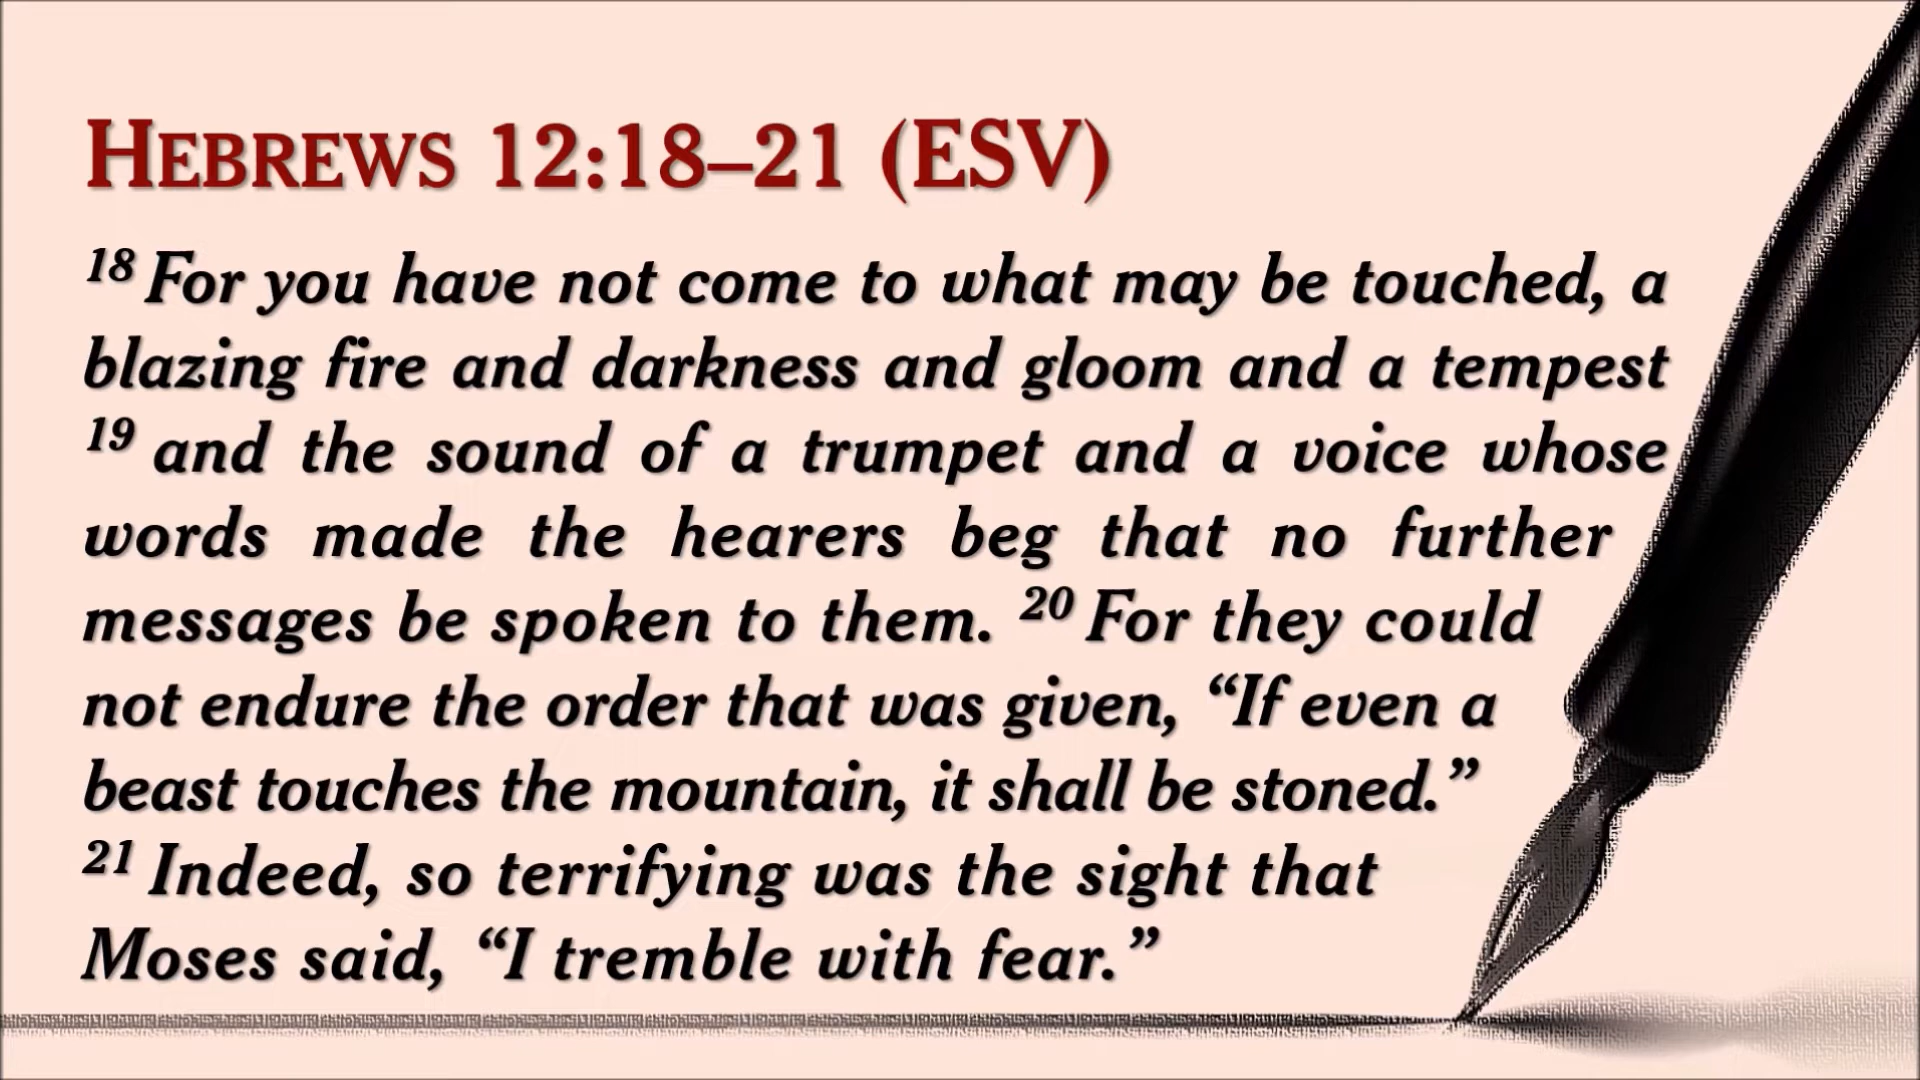 HEBREWS 12:18–21 (ESV)
18 For you have not come to what may be touched, a
blazing fire and darkness and gloom and a tempest
19 and the sound of a trumpet and a voice whose
words made the hearers beg that no further
messages be spoken to them. 20 For they could
not endure the order that was given, “If even a
beast touches the mountain, it shall be stoned.”
21 Indeed, so terrifying was the sight that
Moses said, “I tremble with fear.”